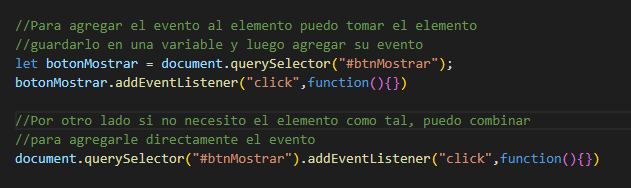 //Para agregar el evento al elemento puedo tomar el elemento
//guardarlo en una variable y luego agregar su evento
let botonMostrar = document.querySelector("#btnMostrar");
botonMostrar.addEventListener("click",function(){})
//Por otro lado si no necesito el elemento como tal, puedo combinar
//para agregarle directamente el evento
document.querySelector("#btnMostrar").addEventListener("click",function(){})